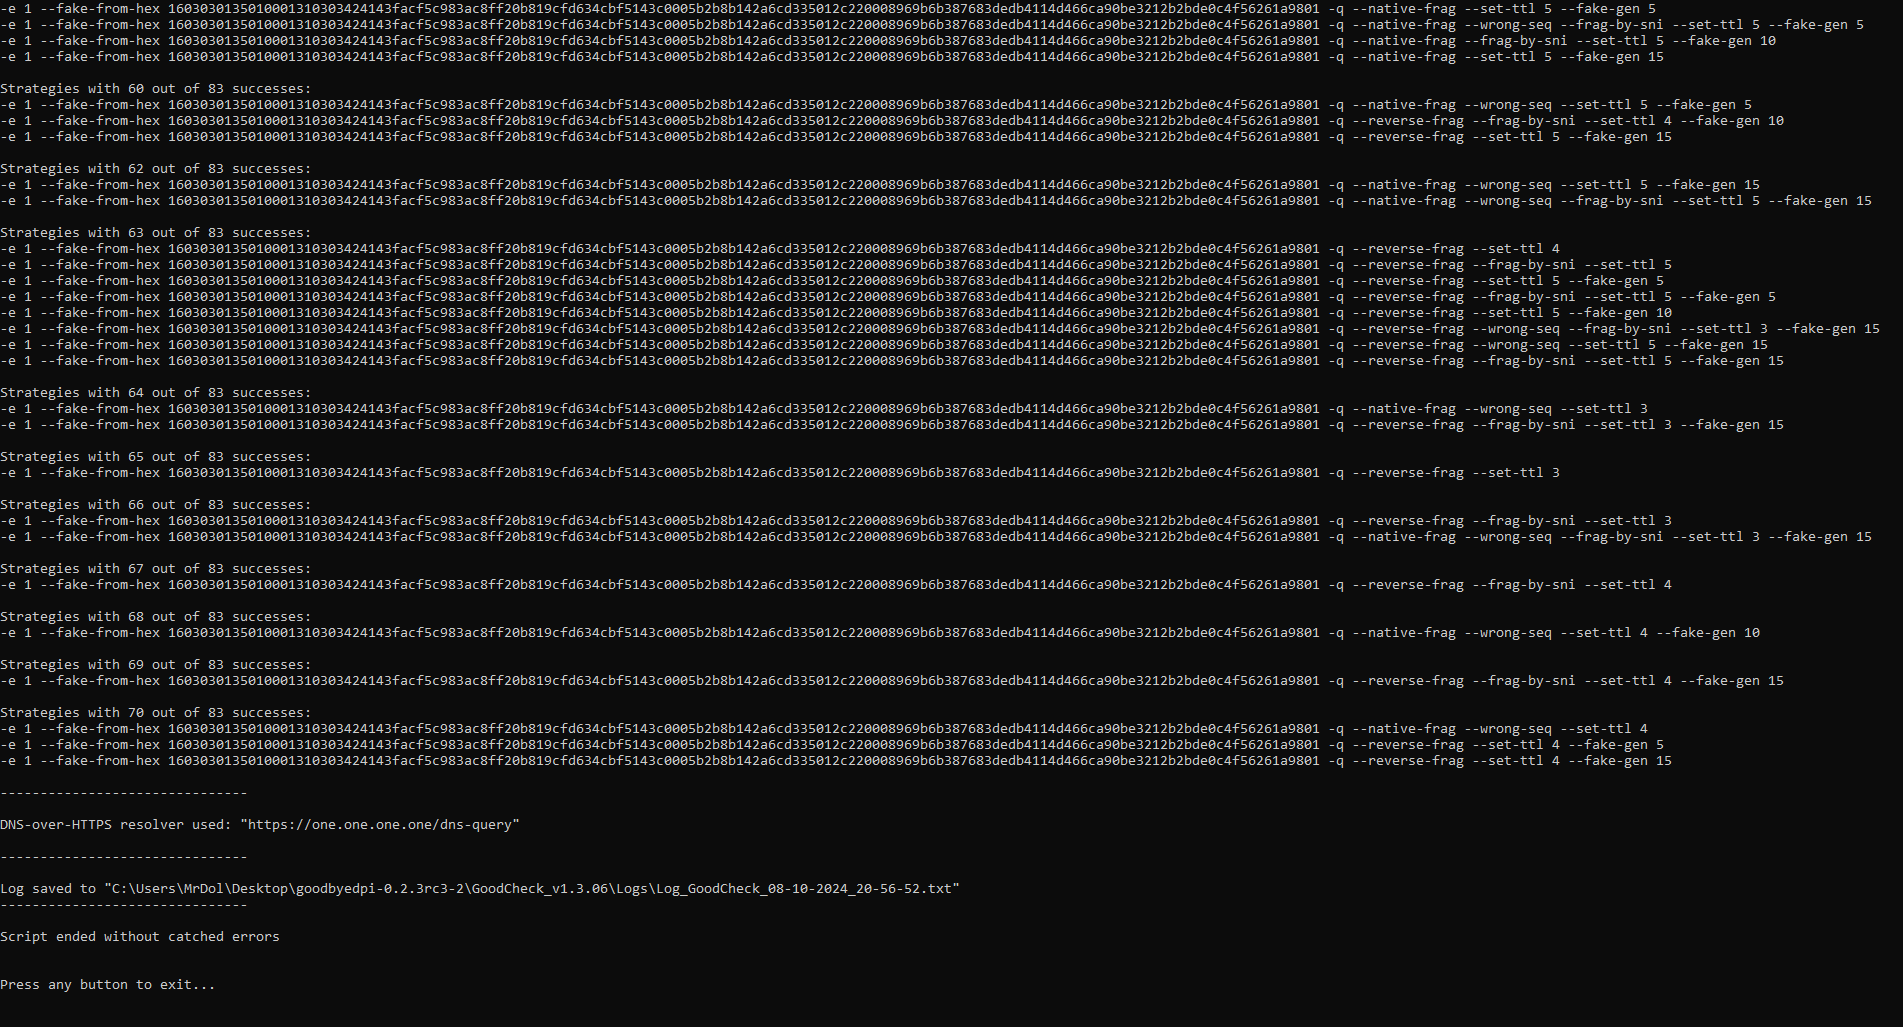 -e 1 --fake-from-hex 1603030135010001310303424143facf5c983ac8ff20b819cfd634cbf5143c0005b2b8b142a6cd335012c220008969b6b387683dedb4114d466ca90be3212b2bde0c4f56261a9801 -q --native-frag --set-ttl 5 --fake-gen 5
-e 1 --fake-from-hex 1603030135010001310303424143facf5c983ac8ff20b819cfd634cbf5143c0005b2b8b142a6cd335012c220008969b6b387683dedb4114d466ca90be3212b2bde0c4f56261a9801 -q --native-frag --wrong-seq --frag-by-sni --set-ttl 5 --fake-gen 5
-e 1 --fake-from-hex 1603030135010001310303424143facf5c983ac8ff20b819cfd634cbf5143c0005b2b8b142a6cd335012c220008969b6b387683dedb4114d466ca90be3212b2bde0c4f56261a9801 -q --native-frag --frag-by-sni --set-ttl 5 --fake-gen 10
-e 1 --fake-from-hex 1603030135010001310303424143facf5c983ac8ff20b819cfd634cbf5143c0005b2b8b142a6cd335012c220008969b6b387683dedb4114d466ca90be3212b2bde0c4f56261a9801 -q --native-frag --set-ttl 5 --fake-gen 15
Strategies with 60 out of 83 successes:
-e 1 --fake-from-hex 1603030135010001310303424143facf5c983ac8ff20b819cfd634cbf5143c0005b2b8b142a6cd335012c220008969b6b387683dedb4114d466ca90be3212b2bde0c4f56261a9801 -q --native-frag --wrong-seq --set-ttl 5 --fake-gen 5
-e 1 --fake-from-hex 1603030135010001310303424143facf5c983ac8ff20b819cfd634cbf5143c0005b2b8b142a6cd335012c220008969b6b387683dedb4114d466ca90be3212b2bde0c4f56261a9801 -q --reverse-frag --frag-by-sni --set-ttl 4 --fake-gen 10
-e 1 --fake-from-hex 1603030135010001310303424143facf5c983ac8ff20b819cfd634cbf5143c0005b2b8b142a6cd335012c220008969b6b387683dedb4114d466ca90be3212b2bde0c4f56261a9801 -q --reverse-frag --set-ttl 5 --fake-gen 15
Strategies with 62 out of 83 successes:
-e 1 --fake-from-hex 1603030135010001310303424143facf5c983ac8ff20b819cfd634cbf5143c0005b2b8b142a6cd335012c220008969b6b387683dedb4114d466ca90be3212b2bde0c4f56261a9801 -q --native-frag --wrong-seq --set-ttl 5 --fake-gen 15
-e 1 --fake-from-hex 1603030135010001310303424143facf5c983ac8ff20b819cfd634cbf5143c0005b2b8b142a6cd335012c220008969b6b387683dedb4114d466ca90be3212b2bde0c4f56261a9801 -q --native-frag --wrong-seq --frag-by-sni --set-ttl 5 --fake-gen 15
Strategies with 63 out of 83 successes:
-e 1 --fake-from-hex 1603030135010001310303424143facf5c983ac8ff20b819cfd634cbf5143c0005b2b8b142a6cd335012c220008969b6b387683dedb4114d466ca90be3212b2bde0c4f56261a9801 -q --reverse-frag --set-ttl 4
-e 1 --fake-from-hex 1603030135010001310303424143facf5c983ac8ff20b819cfd634cbf5143c0005b2b8b142a6cd335012c220008969b6b387683dedb4114d466ca90be3212b2bde0c4f56261a9801 -q --reverse-frag --frag-by-sni --set-ttl 5
-e 1 --fake-from-hex 1603030135010001310303424143facf5c983ac8ff20b819cfd634cbf5143c0005b2b8b142a6cd335012c220008969b6b387683dedb4114d466ca90be3212b2bde0c4f56261a9801 -q --reverse-frag --set-ttl 5 --fake-gen 5
-e 1 --fake-from-hex 1603030135010001310303424143facf5c983ac8ff20b819cfd634cbf5143c0005b2b8b142a6cd335012c220008969b6b387683dedb4114d466ca90be3212b2bde0c4f56261a9801 -q --reverse-frag --frag-by-sni --set-ttl 5 --fake-gen 5
-e 1 --fake-from-hex 1603030135010001310303424143facf5c983ac8ff20b819cfd634cbf5143c0005b2b8b142a6cd335012c220008969b6b387683dedb4114d466ca90be3212b2bde0c4f56261a9801 -q --reverse-frag --set-ttl 5 --fake-gen 10
-e 1 --fake-from-hex 1603030135010001310303424143facf5c983ac8ff20b819cfd634cbf5143c0005b2b8b142a6cd335012c220008969b6b387683dedb4114d466ca90be3212b2bde0c4f56261a9801 -q --reverse-frag --wrong-seq --frag-by-sni --set-ttl 3 --fake-gen 15
-e 1 --fake-from-hex 1603030135010001310303424143facf5c983ac8ff20b819cfd634cbf5143c0005b2b8b142a6cd335012c220008969b6b387683dedb4114d466ca90be3212b2bde0c4f56261a9801 -q --reverse-frag --wrong-seq --set-ttl 5 --fake-gen 15
-e 1 --fake-from-hex 1603030135010001310303424143facf5c983ac8ff20b819cfd634cbf5143c0005b2b8b142a6cd335012c220008969b6b387683dedb4114d466ca90be3212b2bde0c4f56261a9801 -q --reverse-frag --frag-by-sni --set-ttl 5 --fake-gen 15
Strategies with 64 out of 83 successes:
-e 1 --fake-from-hex 1603030135010001310303424143facf5c983ac8ff20b819cfd634cbf5143c0005b2b8b142a6cd335012c220008969b6b387683dedb4114d466ca90be3212b2bde0c4f56261a9801 -q --native-frag --wrong-seq --set-ttl 3
-e 1 --fake-from-hex 1603030135010001310303424143facf5c983ac8ff20b819cfd634cbf5143c0005b2b8b142a6cd335012c220008969b6b387683dedb4114d466ca90be3212b2bde0c4f56261a9801 -q --reverse-frag --frag-by-sni --set-ttl 3 --fake-gen 15
Strategies with 65 out of 83 successes:
-e 1 --fake-from-hex 1603030135010001310303424143facf5c983ac8ff20b819cfd634cbf5143c0005b2b8b142a6cd335012c220008969b6b387683dedb4114d466ca90be3212b2bde0c4f56261a9801 -q --reverse-frag --set-ttl 3
Strategies with 66 out of 83 successes:
-e 1 --fake-from-hex 1603030135010001310303424143facf5c983ac8ff20b819cfd634cbf5143c0005b2b8b142a6cd335012c220008969b6b387683dedb4114d466ca90be3212b2bde0c4f56261a9801 -q --reverse-frag --frag-by-sni --set-ttl 3
-e 1 --fake-from-hex 1603030135010001310303424143facf5c983ac8ff20b819cfd634cbf5143c0005b2b8b142a6cd335012c220008969b6b387683dedb4114d466ca90be3212b2bde0c4f56261a9801 -q --native-frag --wrong-seq --frag-by-sni --set-ttl 3 --fake-gen 15
Strategies with 67 out of 83 successes:
-e 1 --fake-from-hex 1603030135010001310303424143facf5c983ac8ff20b819cfd634cbf5143c0005b2b8b142a6cd335012c220008969b6b387683dedb4114d466ca90be3212b2bde0c4f56261a9801 -q --reverse-frag --frag-by-sni --set-ttl 4
Strategies with 68 out of 83 successes:
-e 1 --fake-from-hex 1603030135010001310303424143facf5c983ac8ff20b819cfd634cbf5143c0005b2b8b142a6cd335012c220008969b6b387683dedb4114d466ca90be3212b2bde0c4f56261a9801 -q --native-frag --wrong-seq --set-ttl 4 --fake-gen 10
Strategies with 69 out of 83 successes:
-e 1 --fake-from-hex 1603030135010001310303424143facf5c983ac8ff20b819cfd634cbf5143c0005b2b8b142a6cd335012c220008969b6b387683dedb4114d466ca90be3212b2bde0c4f56261a9801 -q --reverse-frag --frag-by-sni --set-ttl 4 --fake-gen 15
Strategies with 70 out of 83 successes:
-e 1 --fake-from-hex 1603030135010001310303424143facf5c983ac8ff20b819cfd634cbf5143c0005b2b8b142a6cd335012c220008969b6b387683dedb4114d466ca90be3212b2bde0c4f56261a9801 -q --native-frag --wrong-seq --set-ttl 4
-e 1 --fake-from-hex 1603030135010001310303424143facf5c983ac8ff20b819cfd634cbf5143c0005b2b8b142a6cd335012c220008969b6b387683dedb4114d466ca90be3212b2bde0c4f56261a9801 -q --reverse-frag --set-ttl 4 --fake-gen 5
-e 1 --fake-from-hex 1603030135010001310303424143facf5c983ac8ff20b819cfd634cbf5143c0005b2b8b142a6cd335012c220008969b6b387683dedb4114d466ca90be3212b2bde0c4f56261a9801 -q --reverse-frag --set-ttl 4 --fake-gen 15
-------------------------------
DNS-over-HTTPS resolver used: "https://one.one.one.one/dns-query"
-------------------------------
Log saved to "C:\Users\MrDol\Desktop\goodbyedpi-0.2.3rc3-2\GoodCheck_v1.3.06\Logs\Log_GoodCheck_08-10-2024_20-56-52.txt"
-------------------------------
Script ended without catched errors
Press any button to exit...